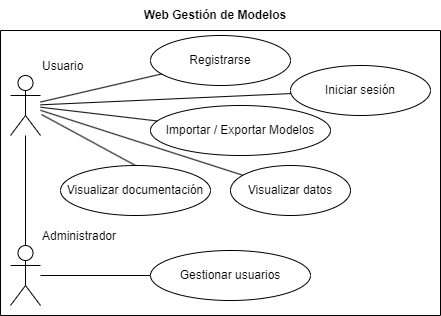 Web Gestión de Modelos
Usuario
Registrarse
Iniciar sesión
Importar / Exportar Modelos
Visualizar documentación
Visualizar datos
Administrador
Gestionar usuarios